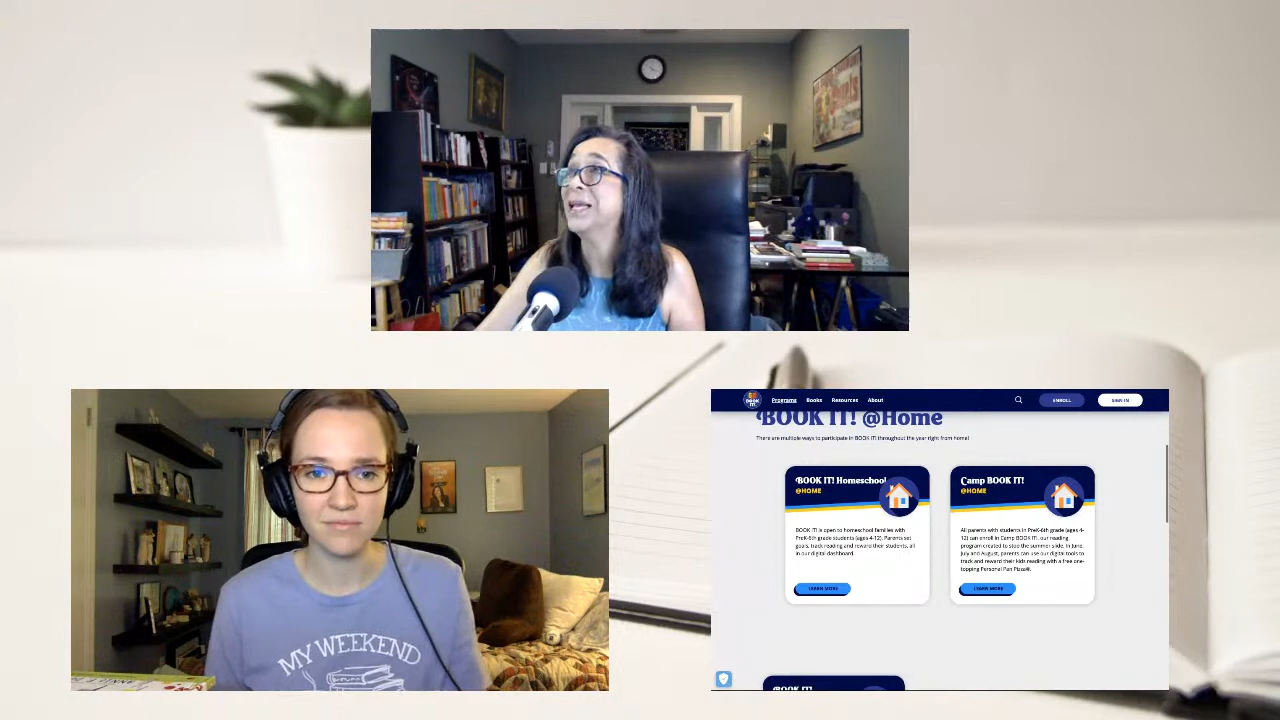 MY WEEKEND
Programs
Books
Resources
About
ENROLL
SIGN IN
BOOK IT! @Home
There are multiple ways to participate in BOOK IT! throughout the year right from home!
BOOK IT! Homeschool
@HOME
BOOK IT! is open to homeschool families with
PreK-6th grade students (ages 4-12). Parents set
goals, track reading and reward their students, all
in our digital dashboard.
LEARN MORE
Camp BOOK IT!
@HOME
All parents with students in PreK-6th grade (ages 4-
12) can enroll in Camp BOOK IT!, our reading
program created to stop the summer slide. In June,
July and August, parents can use our digital tools to
track and reward their kids reading with a free one-
topping Personal Pan Pizza®.
LEARN MORE
BOOK IT!